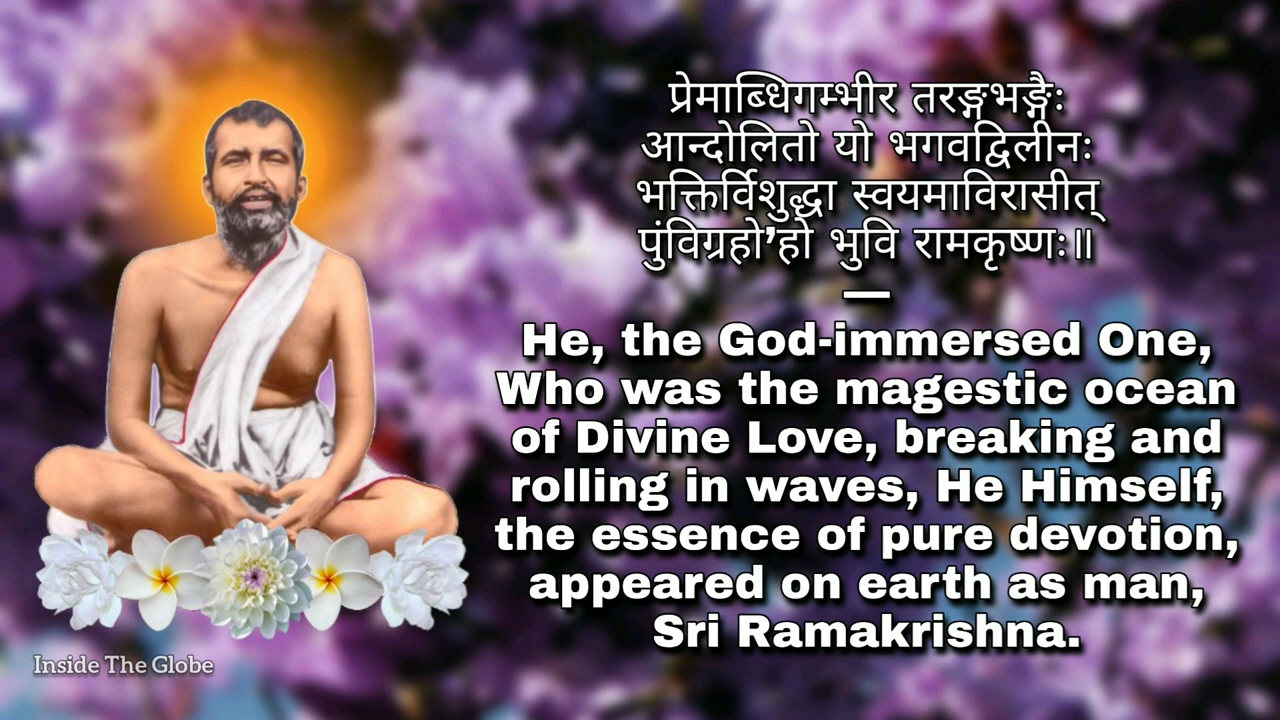 प्रेमाब्धिगम्भीर तरङ्गभङ्गैः
आन्दोलितो यो भगवद्विलीनः
भक्तिर्विशुद्धा स्वयमाविरासीत्
पुंविग्रहो’हो भुवि रामकृष्णः॥
—
He, the God-immersed One,
Who was the magestic ocean
of Divine Love, breaking and
rolling in waves, He Himself,
the essence of pure devotion,
appeared on earth as man,
Sri Ramakrishna.
Inside The Globe